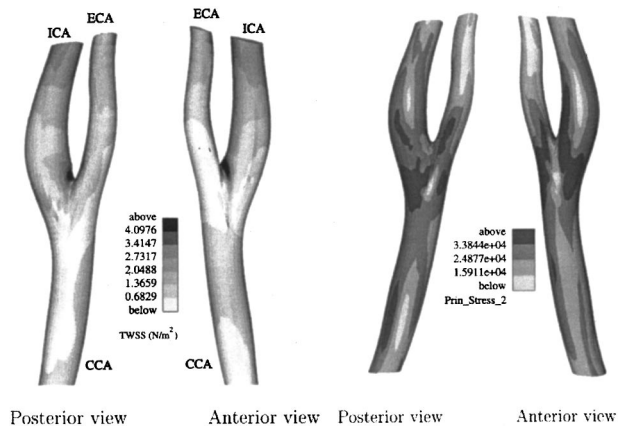 ICA
ECA
ECA
ICA
above
4.0976
3.4147
2.7317
2.0488
1.3659
0.6829
below
TWSS (N/m²)
CCA
CCA
above
3.3844e+04
2.4877e+04
1.5911e+04
below
Prin_Stress_2
Posterior view
Anterior view
Posterior view
Anterior view